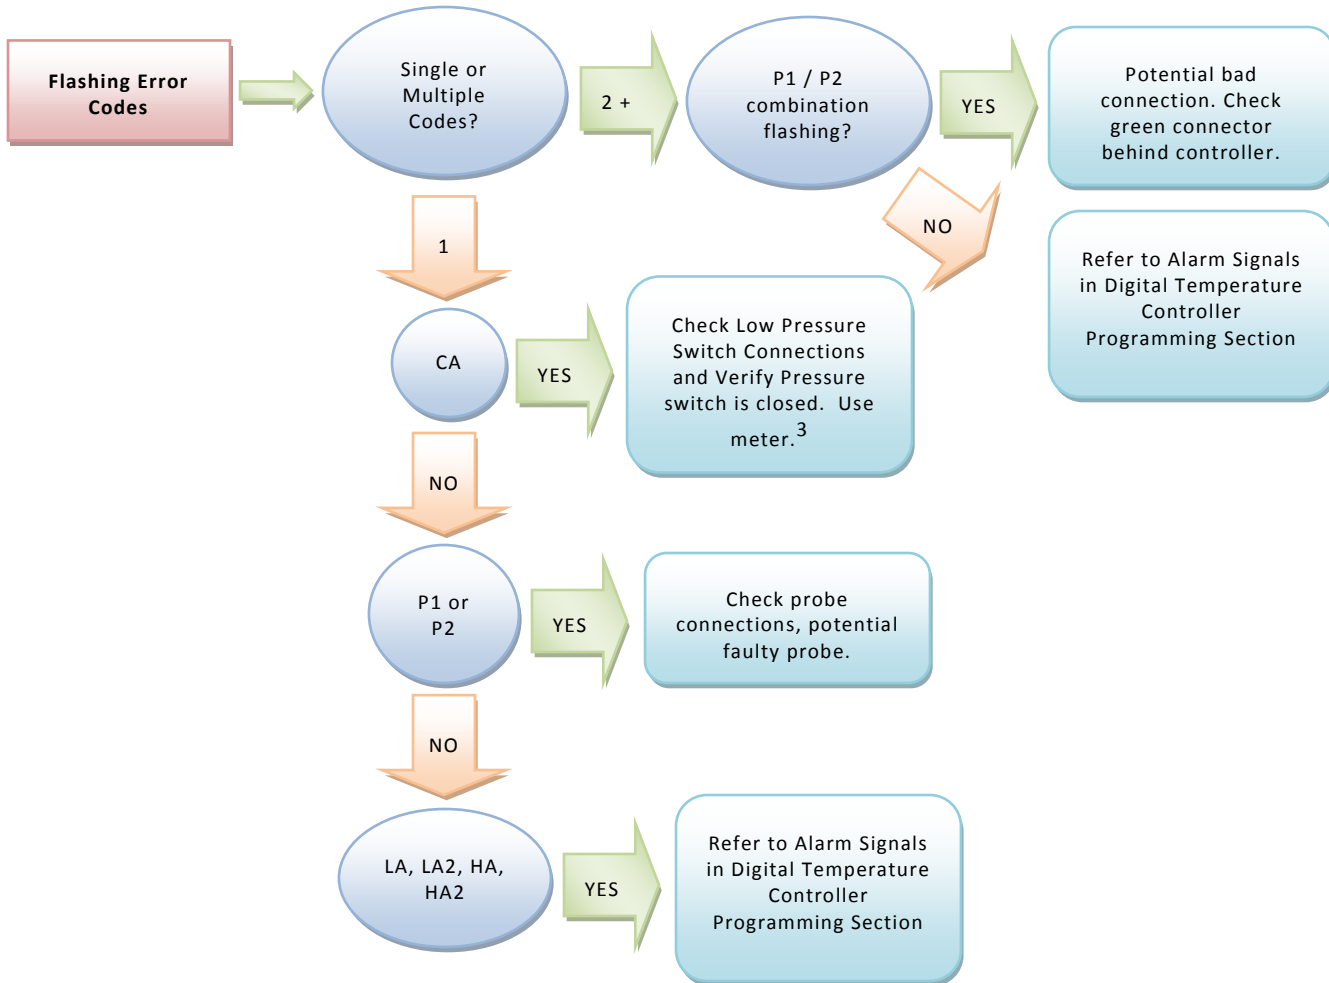 Flashing Error
Codes
Single or
Multiple
Codes?
2 +
P1 / P2
combination
flashing?
YES
Potential bad
connection. Check
green connector
behind controller.
NO
Refer to Alarm Signals
in Digital Temperature
Controller
Programming Section
1
CA
YES
Check Low Pressure
Switch Connections
and Verify Pressure
switch is closed. Use
meter.3
NO
P1 or
P2
YES
Check probe
connections, potential
faulty probe.
NO
LA, LA2, HA,
HA2
YES
Refer to Alarm Signals
in Digital Temperature
Controller
Programming Section